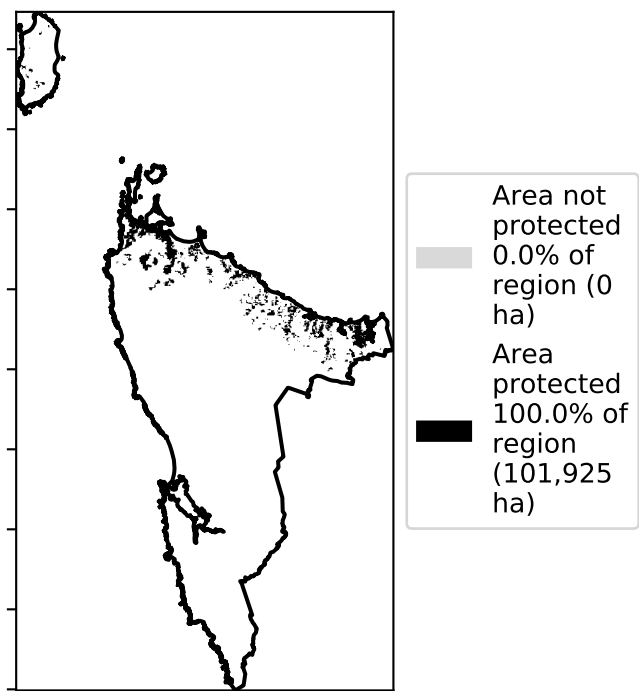 Area not
protected
0.0% of
region (0
ha)
Area
protected
100.0% of
region
(101,925
ha)